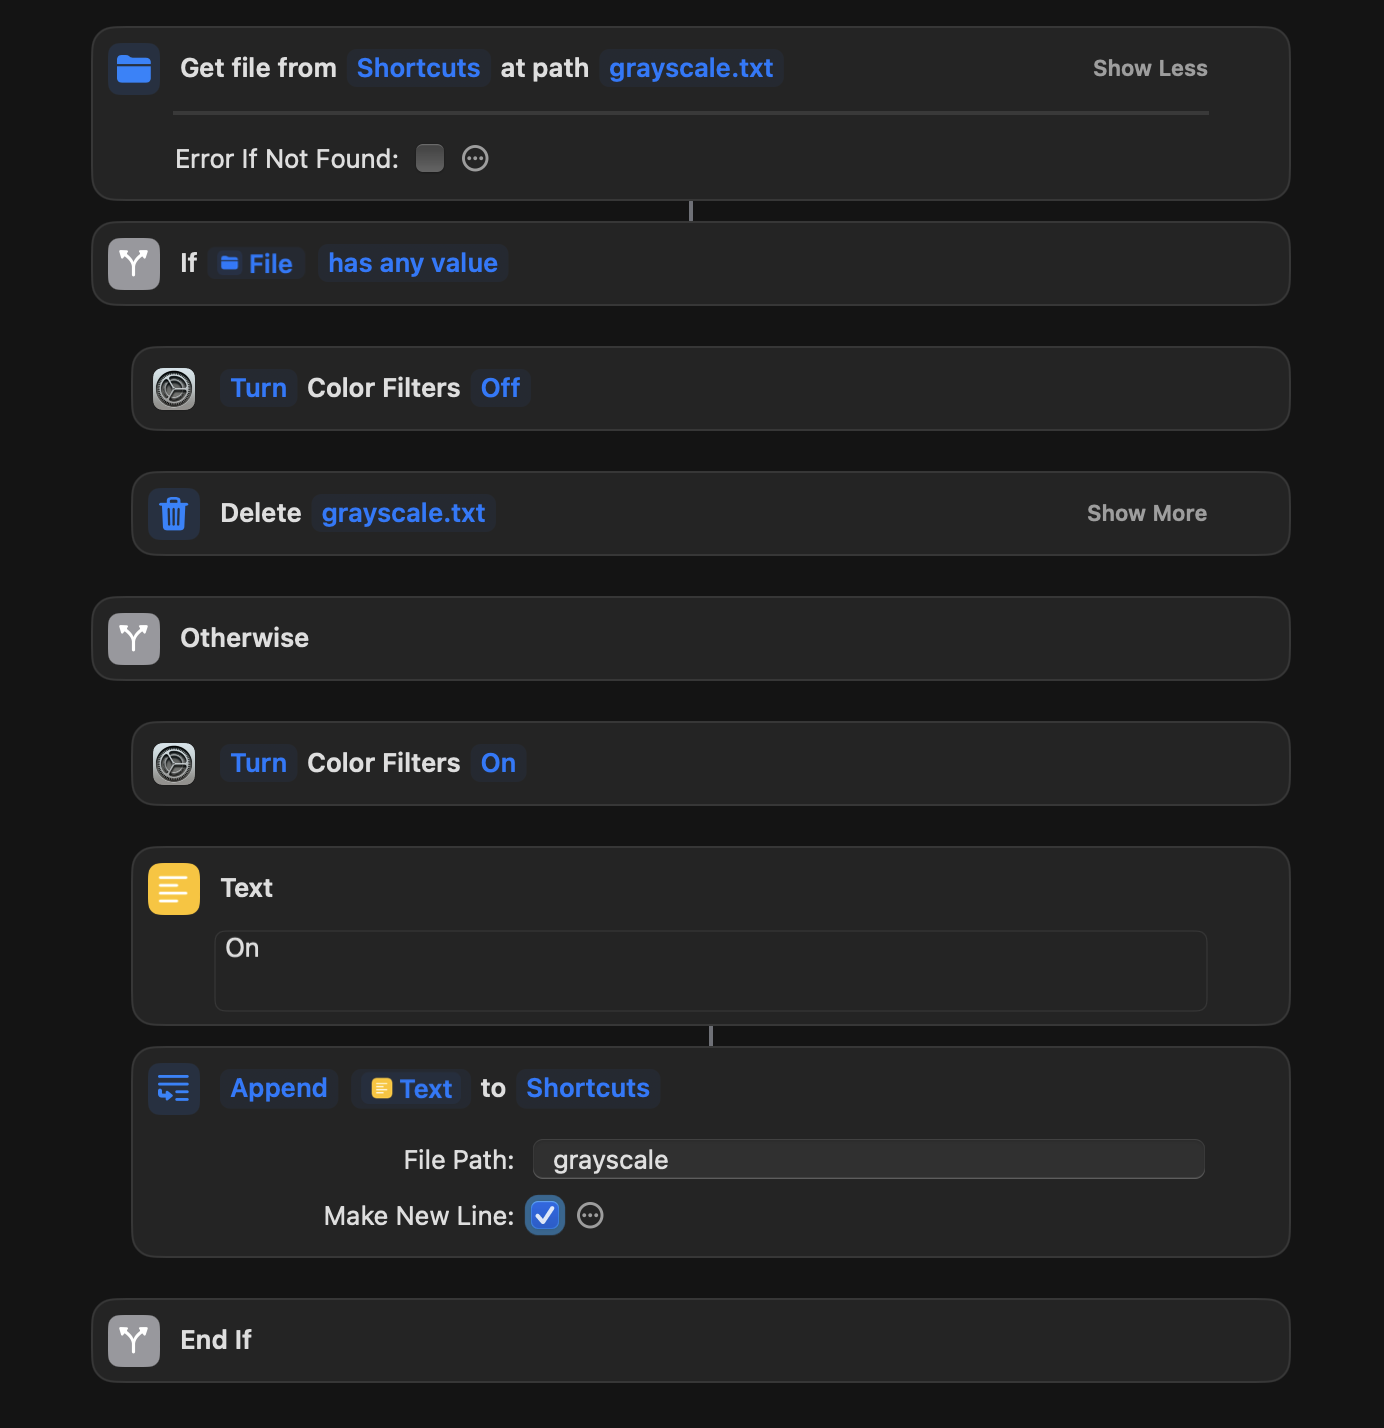 Get file from Shortcuts at path grayscale.txt Show Less
Error If Not Found:
If File has any value
Turn Color Filters Off
Delete grayscale.txt Show More
Otherwise
Turn Color Filters On
Text
On
Append Text to Shortcuts
File Path: grayscale
Make New Line:
End If